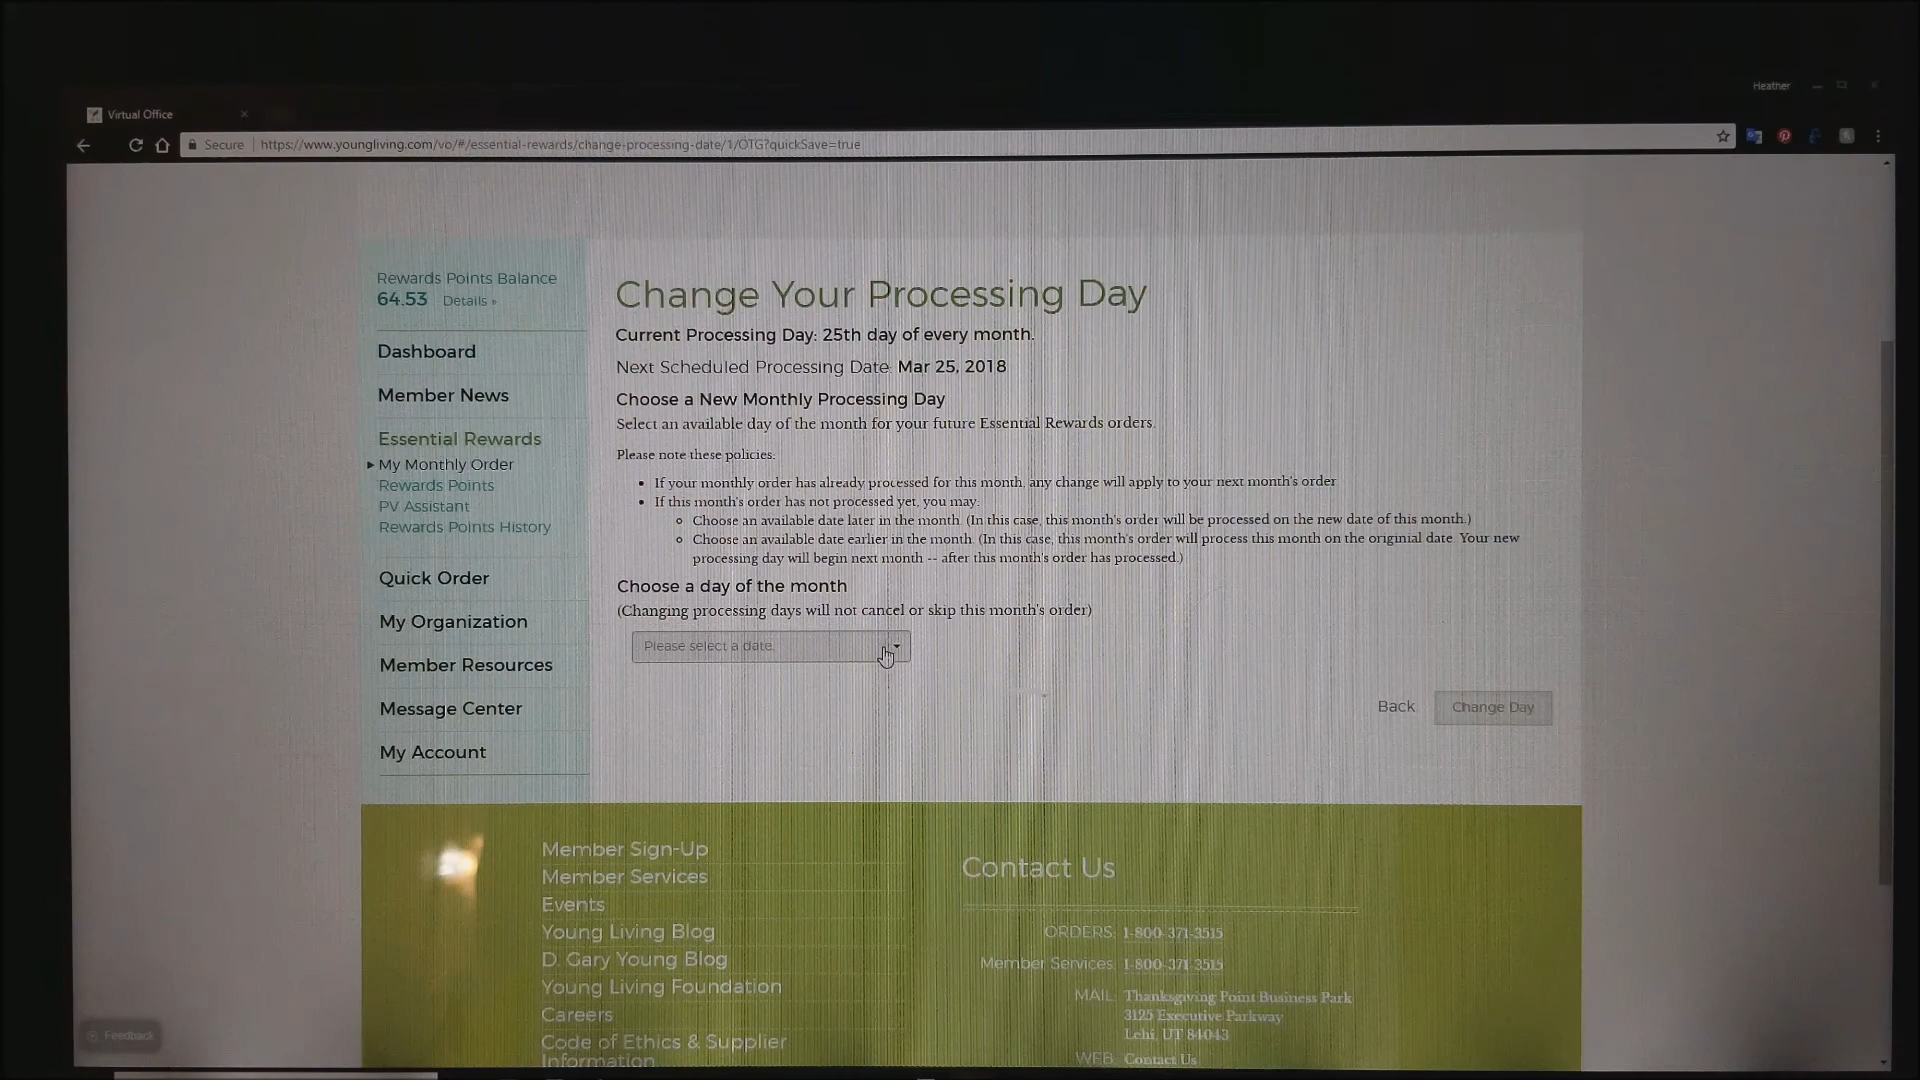 Heather
Virtual Office
Secure https://www.youngliving.com/vo/#/essential-rewards/change-processing-date/1/OTG?quickSave=true
Rewards Points Balance
64.53 Details »
Dashboard
Member News
Essential Rewards
My Monthly Order
Rewards Points
PV Assistant
Rewards Points History
Quick Order
My Organization
Member Resources
Message Center
My Account
Change Your Processing Day
Current Processing Day: 25th day of every month.
Next Scheduled Processing Date: Mar 25, 2018
Choose a New Monthly Processing Day
Select an available day of the month for your future Essential Rewards orders.
Please note these policies:
If your monthly order has already processed for this month, any change will apply to your next month's order
If this month's order has not processed yet, you may:
Choose an available date later in the month. (In this case, this month's order will be processed on the new date of this month.)
Choose an available date earlier in the month. (In this case, this month's order will process this month on the originial date. Your new
processing day will begin next month -- after this month's order has processed.)
Choose a day of the month
(Changing processing days will not cancel or skip this month's order)
Please select a date.
Back Change Day
Member Sign-Up
Member Services
Events
Young Living Blog
D. Gary Young Blog
Young Living Foundation
Careers
Code of Ethics & Supplier
Information
Contact Us
ORDERS: 1-800-371-3515
Member Services: 1-800-371-3515
MAIL: Thanksgiving Point Business Park
3125 Executive Parkway
Lehi, UT 84043
WEB: Contact Us
Feedback